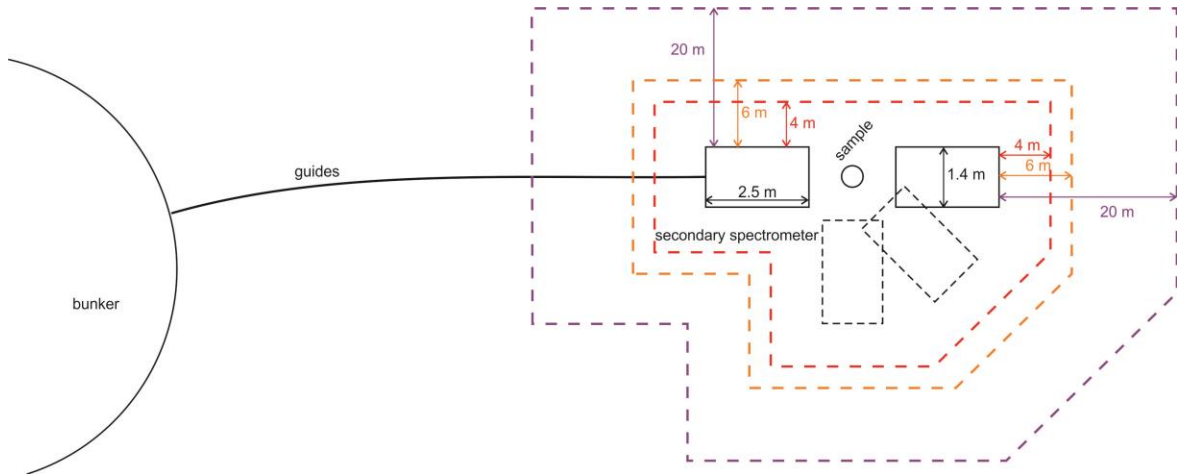 20 m
6 m
4 m
sample
guides
4 m
1.4 m
6 m
2.5 m
20 m
secondary spectrometer
bunker